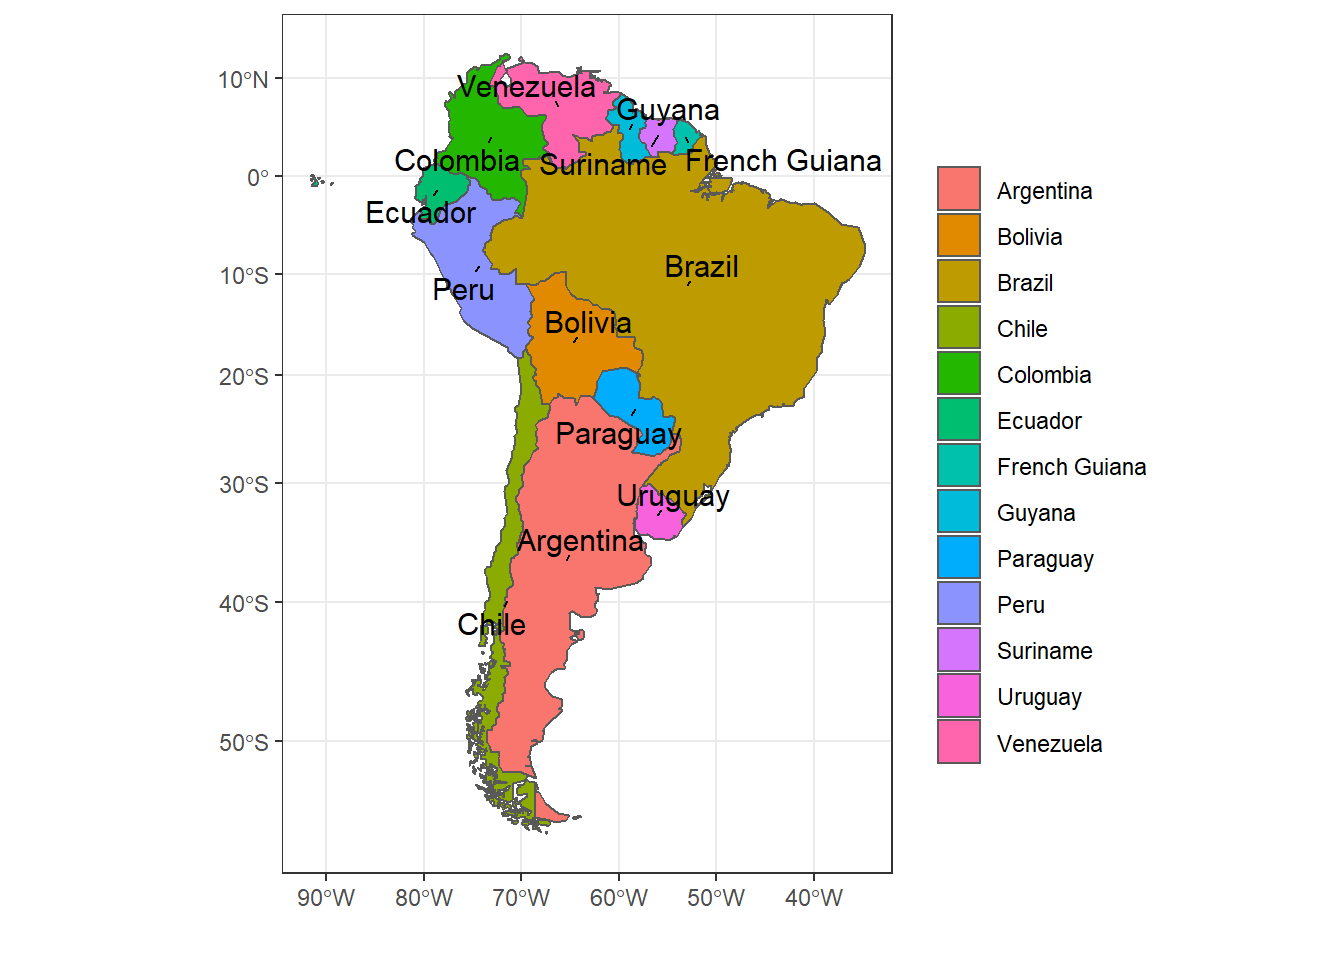 10°N
0°
10°S
20°S
30°S
40°S
50°S
90°W
80°W
70°W
60°W
50°W
40°W
Venezuela
Guyana
Colombia
Suriname
French Guiana
Ecuador
Brazil
Peru
Bolivia
Paraguay
Uruguay
Argentina
Chile
Argentina
Bolivia
Brazil
Chile
Colombia
Ecuador
French Guiana
Guyana
Paraguay
Peru
Suriname
Uruguay
Venezuela